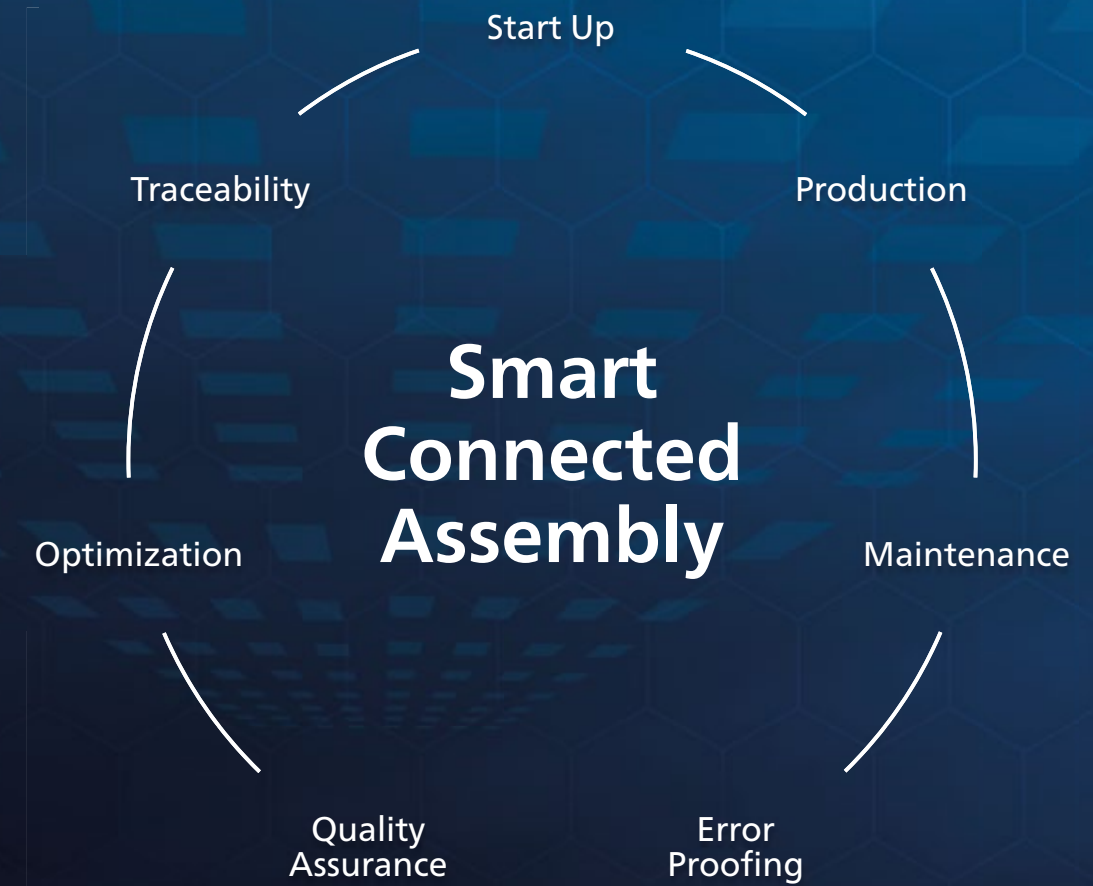 Start Up
Traceability
Production
Smart
Connected
Assembly
Optimization
Maintenance
Quality
Assurance
Error
Proofing